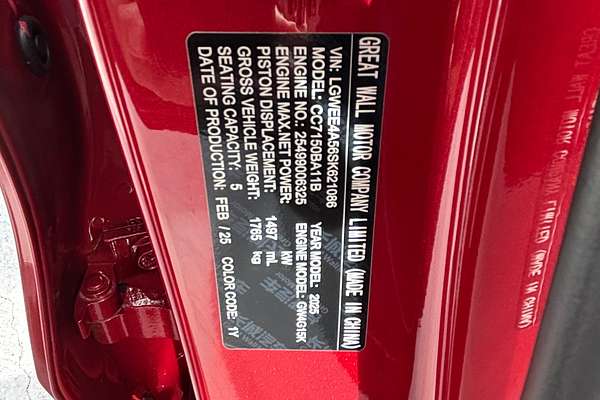 GREAT WALL MOTOR COMPANY LIMITED (MADE IN CHINA)
VIN: LGWEE4A56SK621086
MODEL: CC7150BA11B YEAR MODEL: 2025
ENGINE NO.: 25499006325 ENGINE MODEL: GW4G15K
ENGINE MAX.NET POWER: kW
PISTON DISPLACEMENT: 1497 mL
GROSS VEHICLE WEIGHT: 1765 kg
SEATING CAPACITY: 5
DATE OF PRODUCTION: FEB / 25 COLOR CODE: 1Y